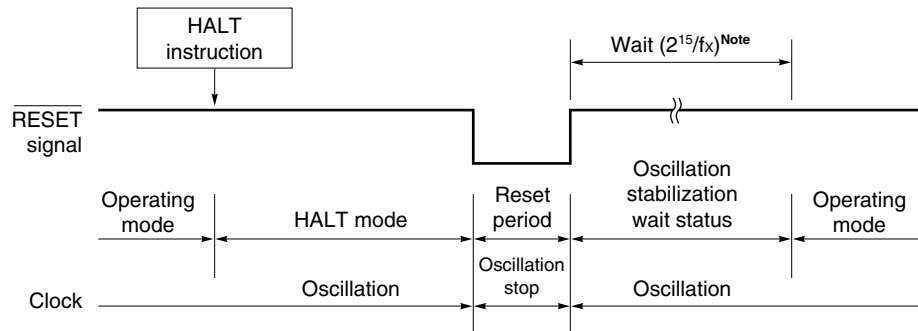 HALT
instruction
Wait (2¹⁵/fx)ᴺᵒᵗᵉ
RESET
signal
Operating
mode
HALT mode
Reset
period
Oscillation
stabilization
wait status
Operating
mode
Clock
Oscillation
Oscillation
stop
Oscillation